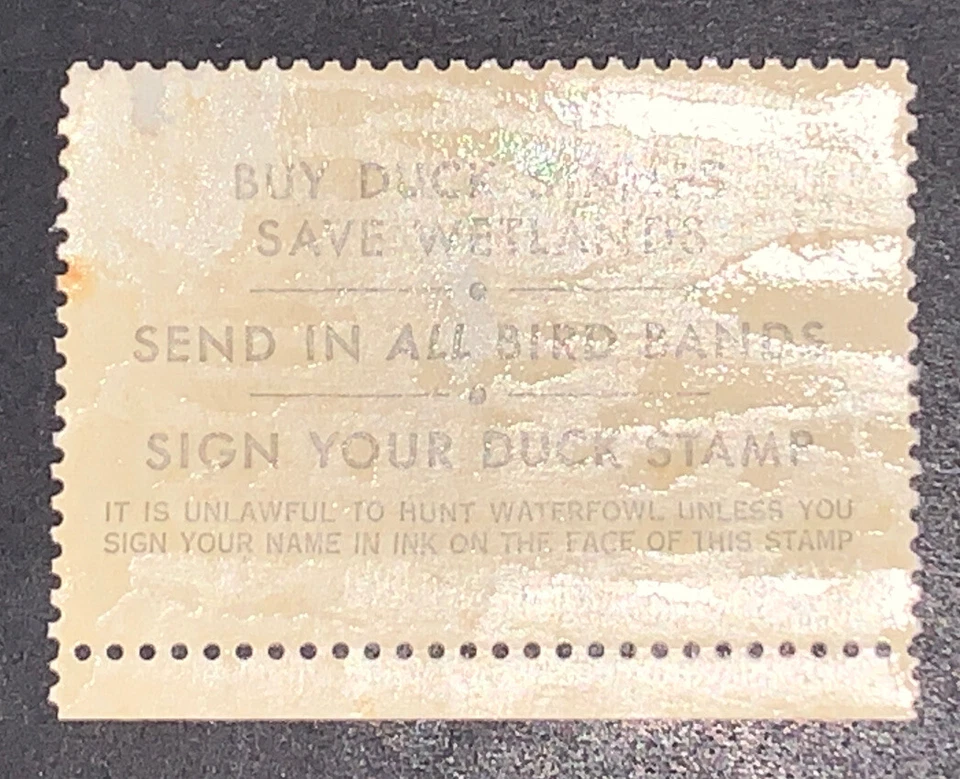 BUY DUCK STAMPS
SAVE WETLANDS
SEND IN ALL BIRD BANDS
SIGN YOUR DUCK STAMP
IT IS UNLAWFUL TO HUNT WATERFOWL UNLESS YOU
SIGN YOUR NAME IN INK ON THE FACE OF THIS STAMP